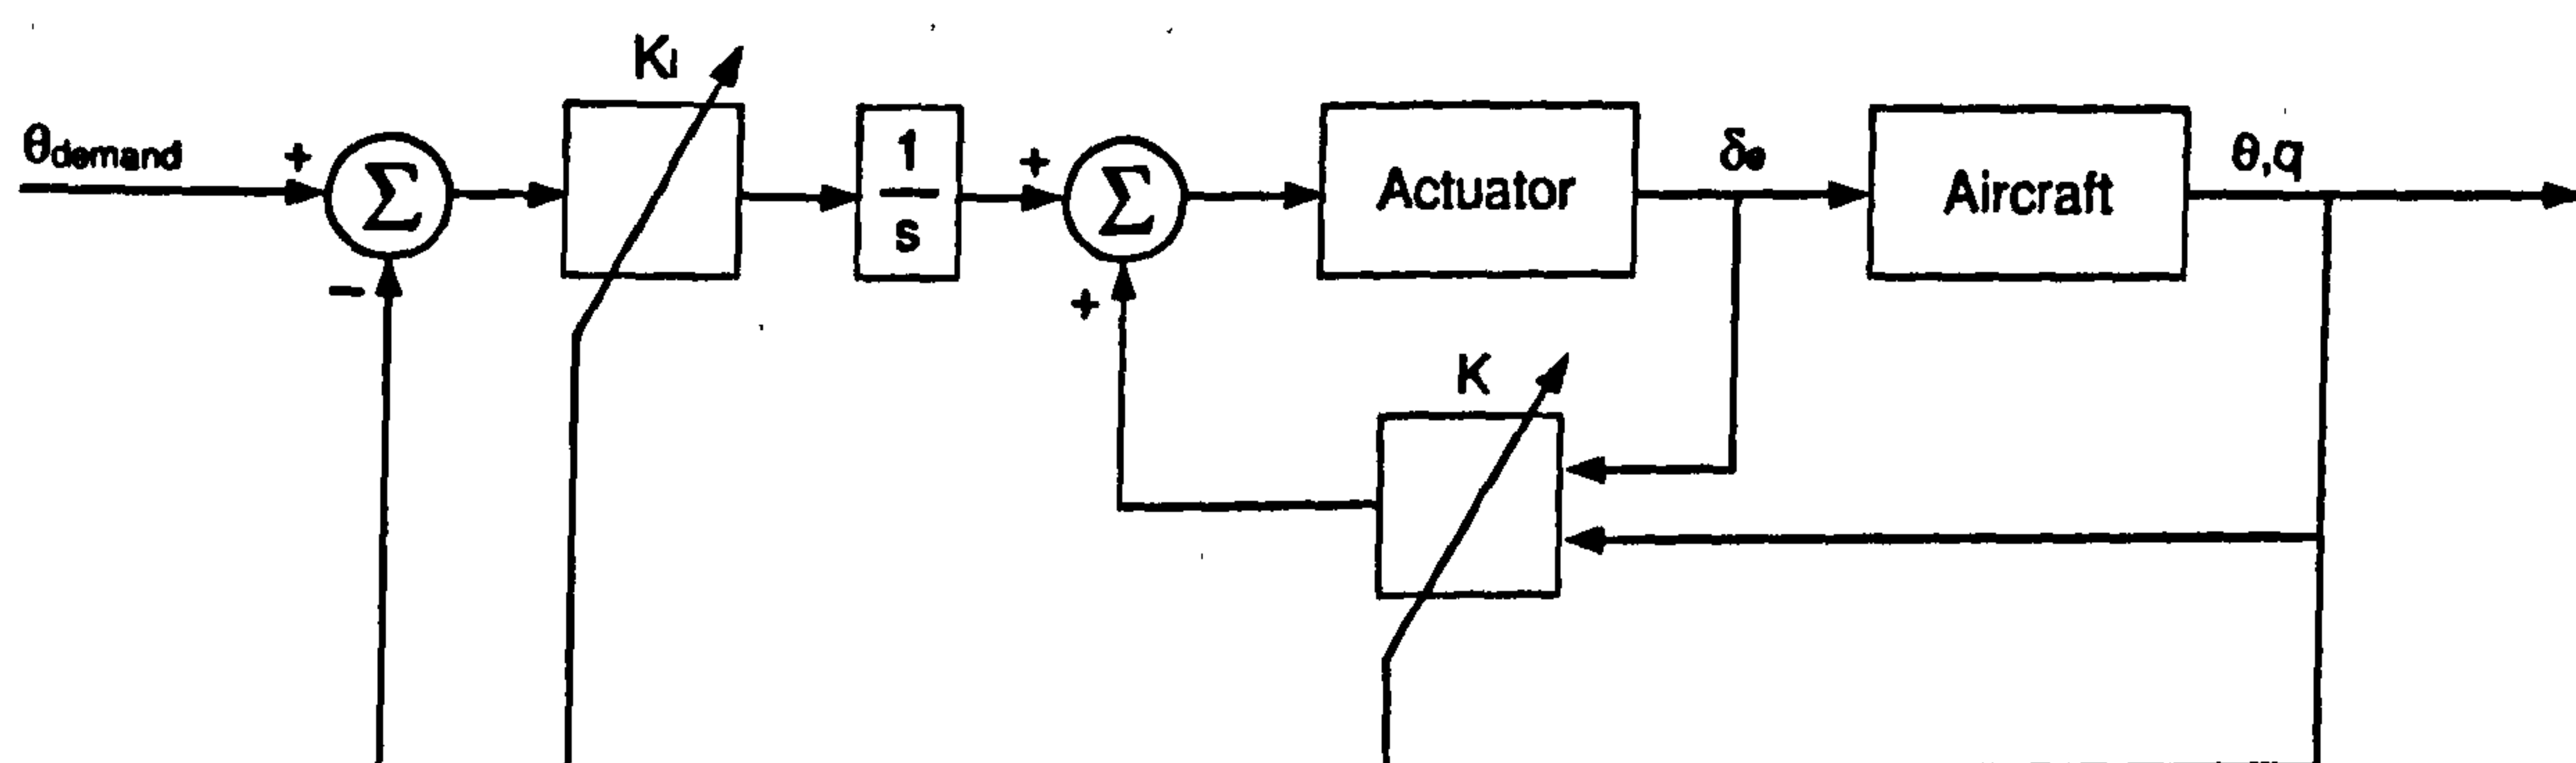 Kı
θdemand
+
Σ
−
1
s
+
Σ
+
Actuator
δe
Aircraft
θ,q
K